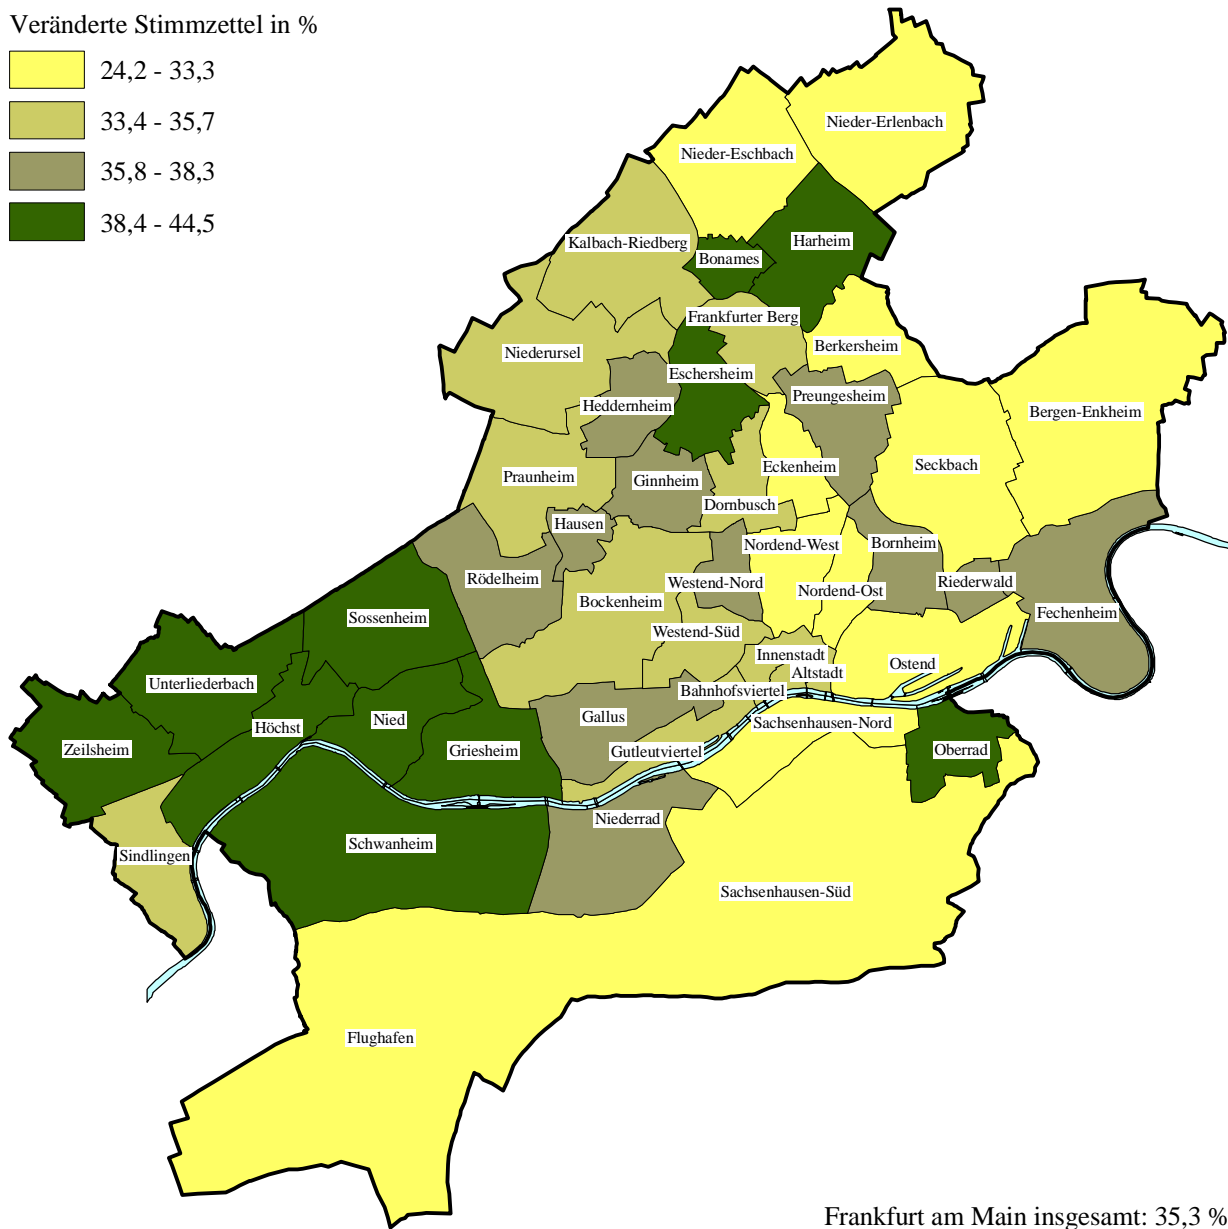 Veränderte Stimmzettel in %
24,2 - 33,3
33,4 - 35,7
35,8 - 38,3
38,4 - 44,5
Nieder-Erlenbach
Nieder-Eschbach
Kalbach-Riedberg
Harheim
Bonames
Frankfurter Berg
Berkersheim
Niederursel
Eschersheim
Preungesheim
Heddernheim
Bergen-Enkheim
Praunheim
Ginnheim
Eckenheim
Seckbach
Dornbusch
Hausen
Nordend-West
Bornheim
Rödelheim
Westend-Nord
Riederwald
Bockenheim
Nordend-Ost
Fechenheim
Sossenheim
Westend-Süd
Innenstadt
Ostend
Altstadt
Unterliederbach
Bahnhofsviertel
Gallus
Nied
Höchst
Sachsenhausen-Nord
Zeilsheim
Griesheim
Gutleutviertel
Oberrad
Niederrad
Schwanheim
Sindlingen
Sachsenhausen-Süd
Flughafen
Frankfurt am Main insgesamt: 35,3 %